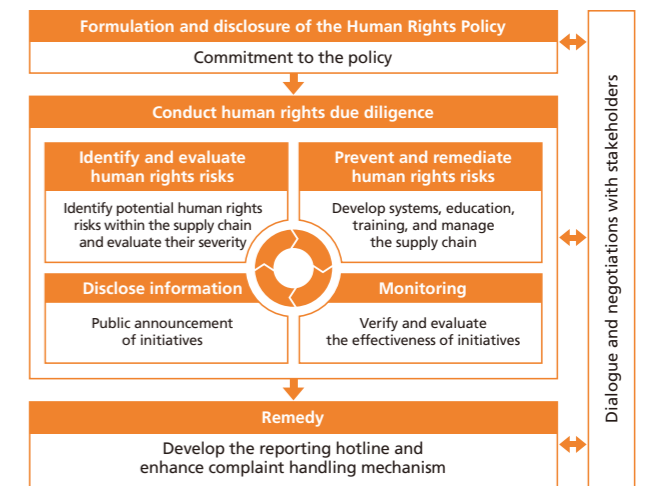 Formulation and disclosure of the Human Rights Policy
Commitment to the policy
Conduct human rights due diligence
Identify and evaluate
human rights risks
Identify potential human rights
risks within the supply chain
and evaluate their severity
Prevent and remediate
human rights risks
Develop systems, education,
training, and manage
the supply chain
Disclose information
Public announcement
of initiatives
Monitoring
Verify and evaluate
the effectiveness of initiatives
Remedy
Develop the reporting hotline and
enhance complaint handling mechanism
Dialogue and negotiations with stakeholders